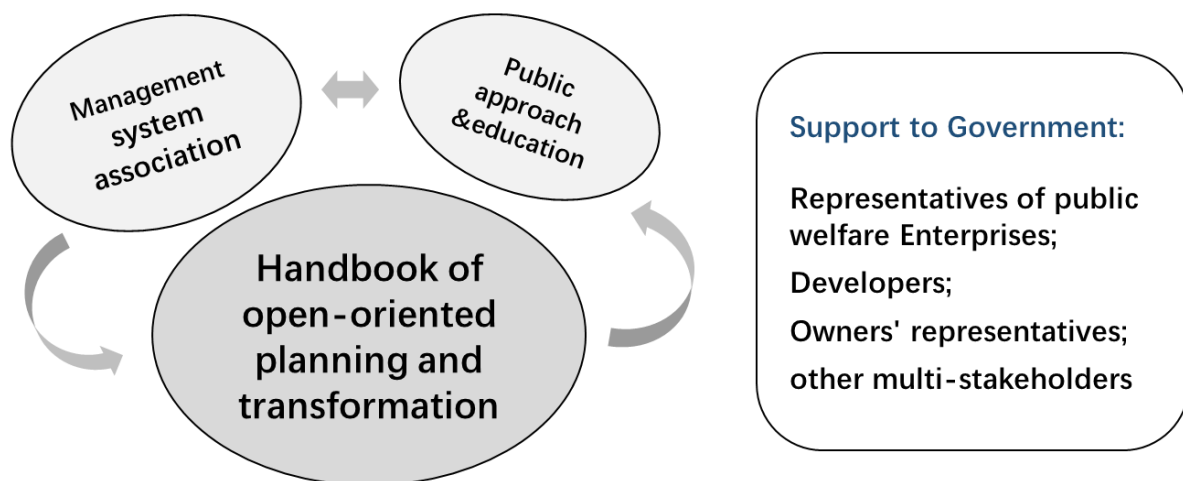 Management
system
association
Public
approach
&education
Handbook of
open-oriented
planning and
transformation
Support to Government:
Representatives of public
welfare Enterprises;
Developers;
Owners' representatives;
other multi-stakeholders